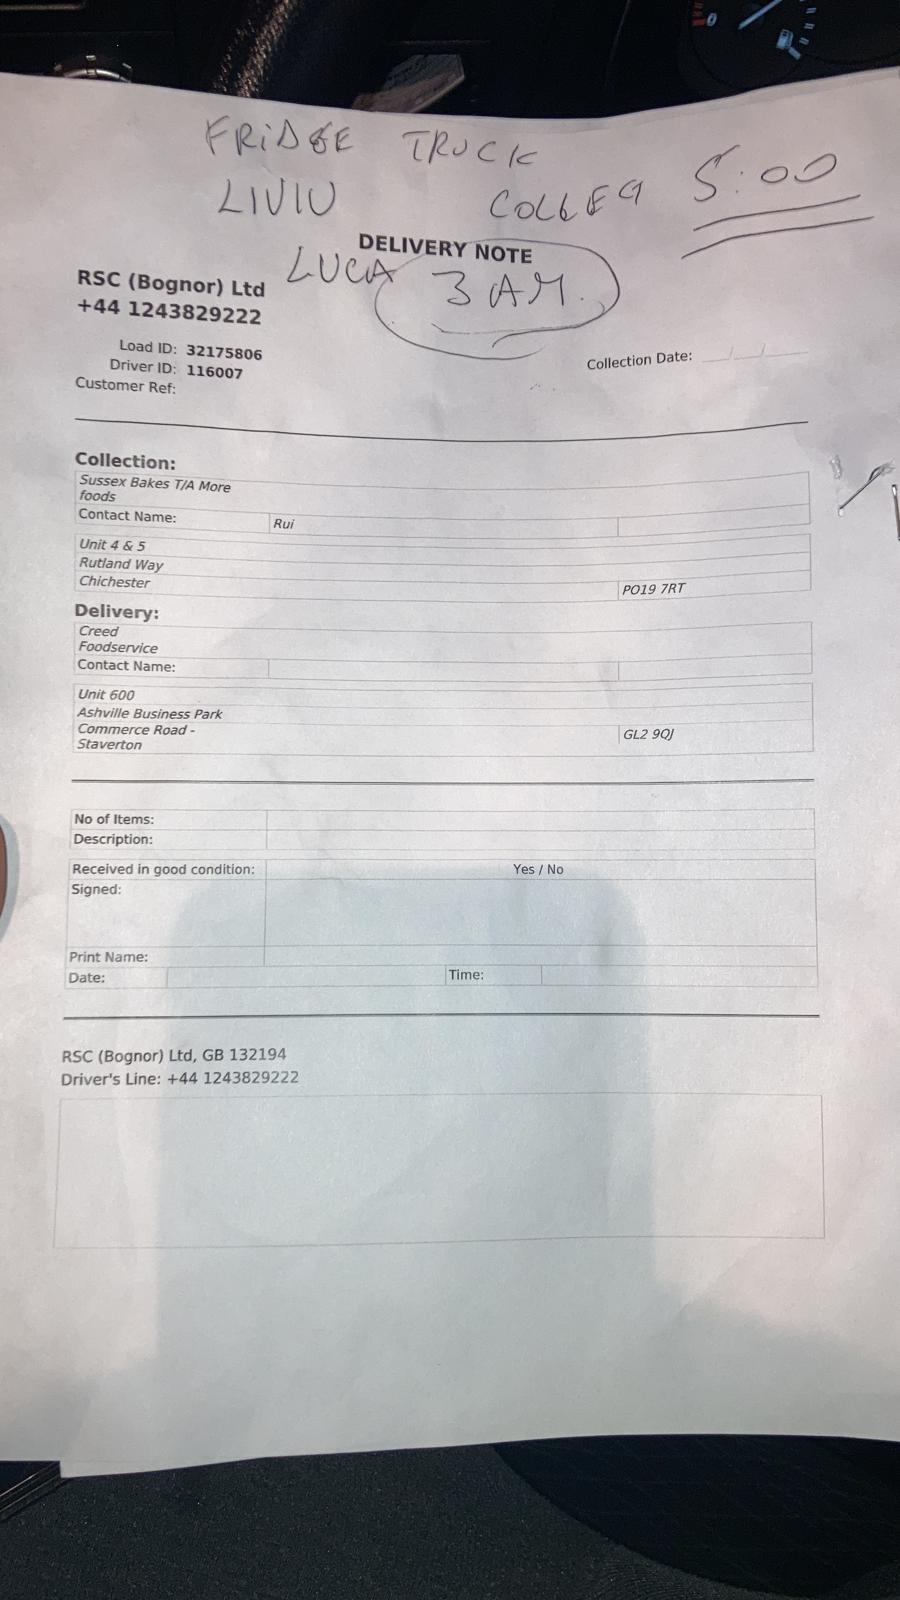 FRIDGE TRUCK
LIVIU COLLECT 5:00
DELIVERY NOTE
LUCA 3 AM.
RSC (Bognor) Ltd
+44 1243829222
Load ID: 32175806
Driver ID: 116007
Customer Ref:
Collection Date: __/__/____
Collection:
Sussex Bakes T/A More
foods
Contact Name: Rui
Unit 4 & 5
Rutland Way
Chichester PO19 7RT
Delivery:
Creed
Foodservice
Contact Name:
Unit 600
Ashville Business Park
Commerce Road -
Staverton GL2 9QJ
No of Items:
Description:
Received in good condition: Yes / No
Signed:
Print Name:
Date: Time:
RSC (Bognor) Ltd, GB 132194
Driver's Line: +44 1243829222